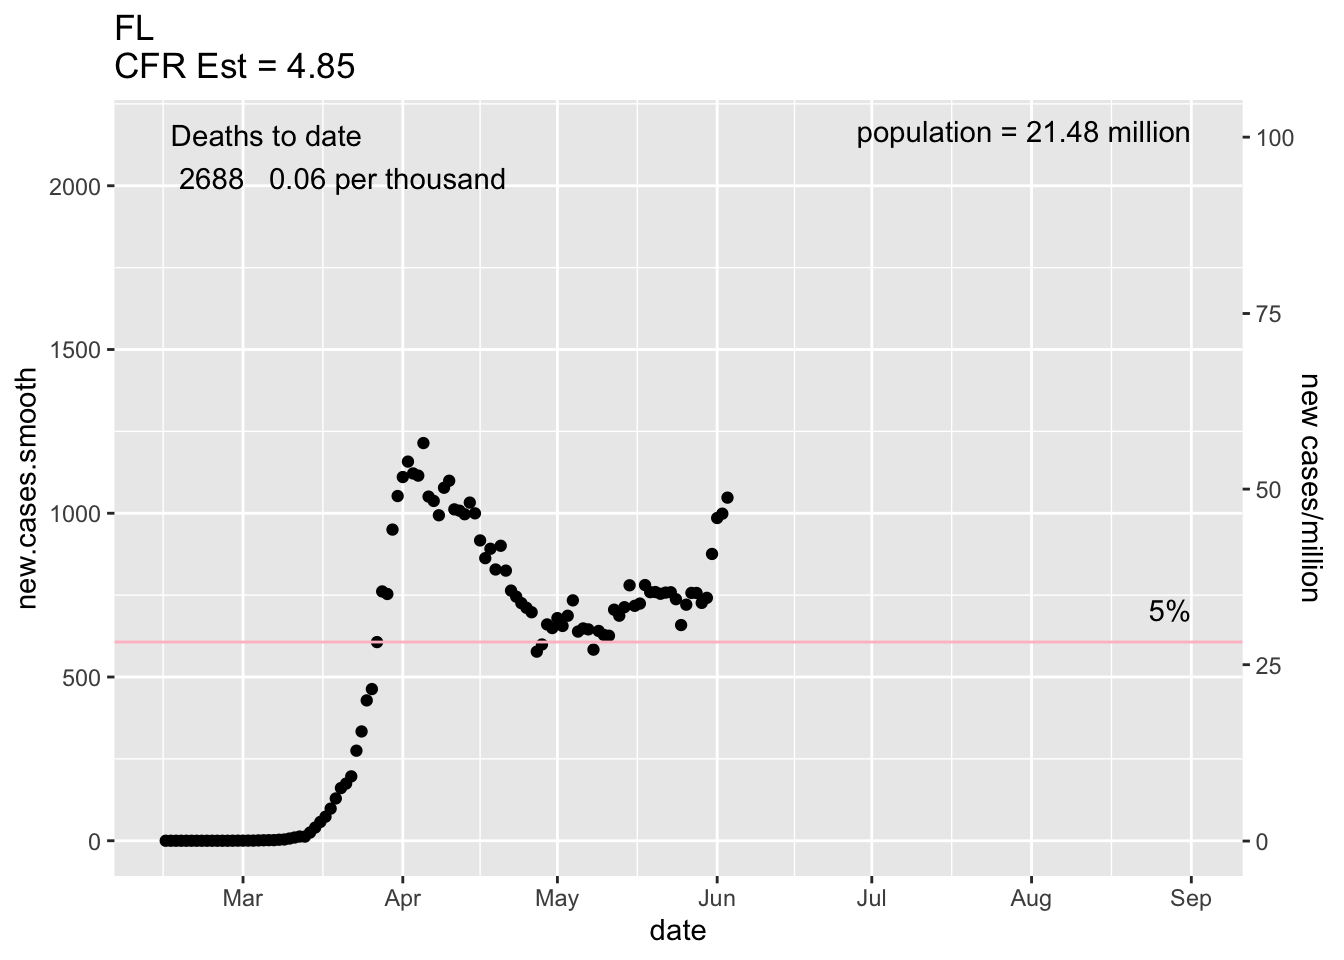 FL
CFR Est = 4.85
Deaths to date
2688 0.06 per thousand
population = 21.48 million
2000
1500
1000
500
0
new.cases.smooth
100
75
50
25
0
new cases/million
5%
Mar Apr May Jun Jul Aug Sep
date